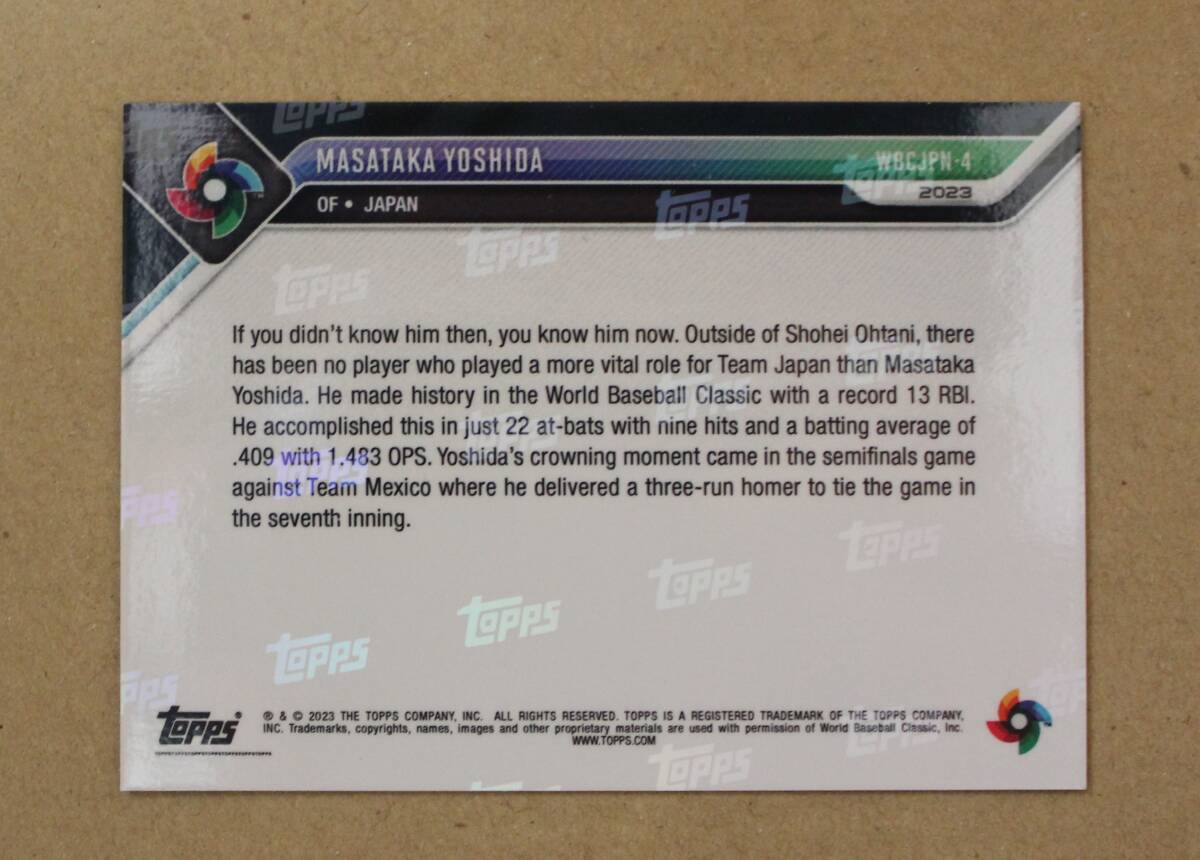 MASATAKA YOSHIDA
WBCJPN-4
OF • JAPAN
2023
If you didn't know him then, you know him now. Outside of Shohei Ohtani, there
has been no player who played a more vital role for Team Japan than Masataka
Yoshida. He made history in the World Baseball Classic with a record 13 RBI.
He accomplished this in just 22 at-bats with nine hits and a batting average of
.409 with 1.483 OPS. Yoshida's crowning moment came in the semifinals game
against Team Mexico where he delivered a three-run homer to tie the game in
the seventh inning.
topps®
® & © 2023 THE TOPPS COMPANY, INC. ALL RIGHTS RESERVED. TOPPS IS A REGISTERED TRADEMARK OF THE TOPPS COMPANY,
INC. Trademarks, copyrights, names, images and other proprietary materials are used with permission of World Baseball Classic, Inc.
WWW.TOPPS.COM